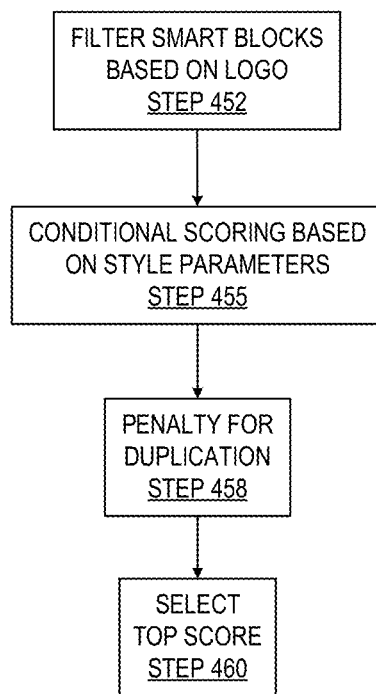 FILTER SMART BLOCKS
BASED ON LOGO
STEP 452
CONDITIONAL SCORING BASED
ON STYLE PARAMETERS
STEP 455
PENALTY FOR
DUPLICATION
STEP 458
SELECT
TOP SCORE
STEP 460